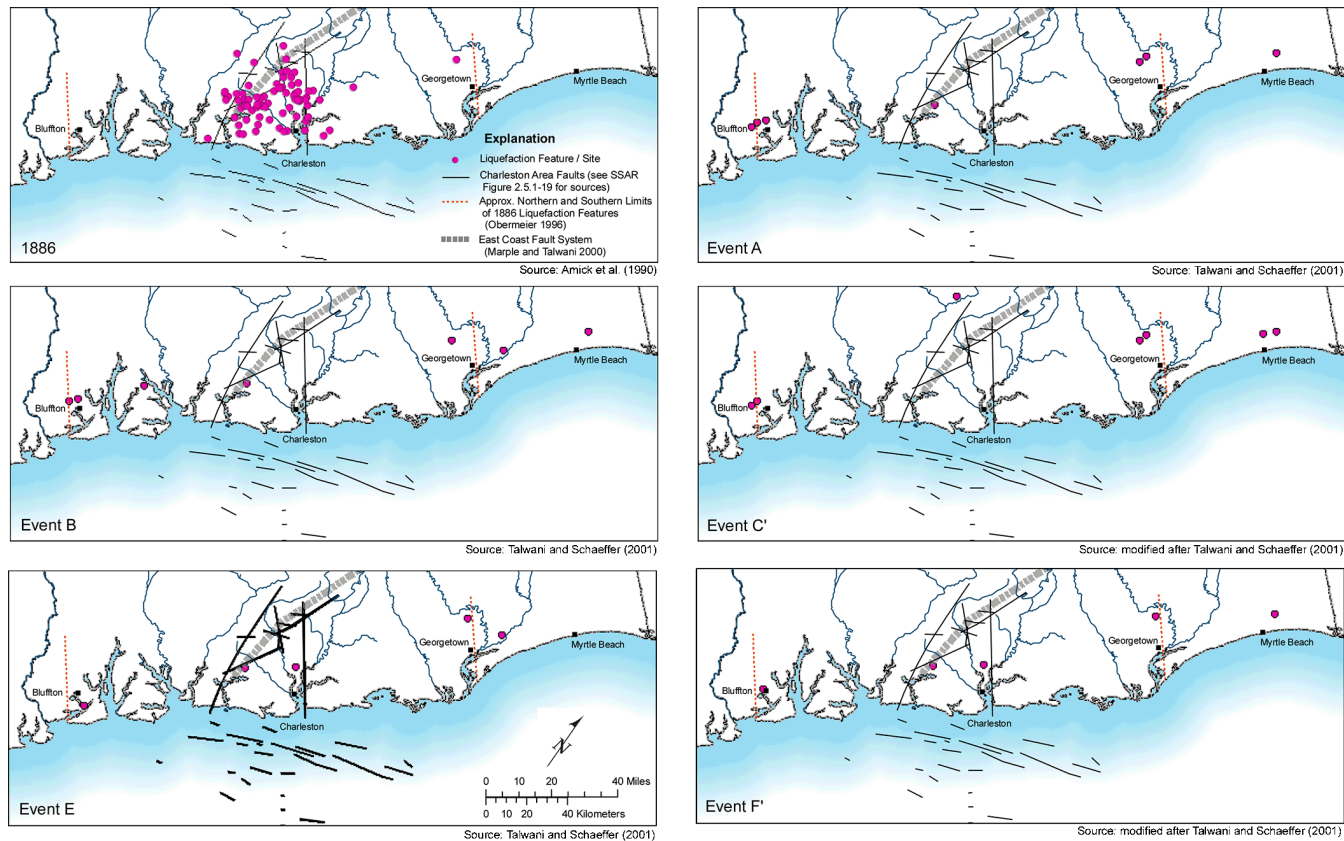 Georgetown
Myrtle Beach
Bluffton
Explanation
Liquefaction Feature / Site
Charleston
Charleston Area Faults (see SSAR
Figure 2.5.1-19 for sources)
Approx. Northern and Southern Limits
of 1886 Liquefaction Features
(Obermeier 1996)
East Coast Fault System
(Marple and Talwani 2000)
1886
Source: Amick et al. (1990)
Georgetown
Myrtle Beach
Bluffton
Charleston
Event A
Source: Talwani and Schaeffer (2001)
Georgetown
Myrtle Beach
Bluffton
Charleston
Event B
Source: Talwani and Schaeffer (2001)
Georgetown
Myrtle Beach
Bluffton
Charleston
Event C'
Source: modified after Talwani and Schaeffer (2001)
Georgetown
Myrtle Beach
Bluffton
Charleston
N
0 10 20 40 Miles
0 10 20 40 Kilometers
Event E
Source: Talwani and Schaeffer (2001)
Georgetown
Myrtle Beach
Bluffton
Charleston
Event F'
Source: modified after Talwani and Schaeffer (2001)